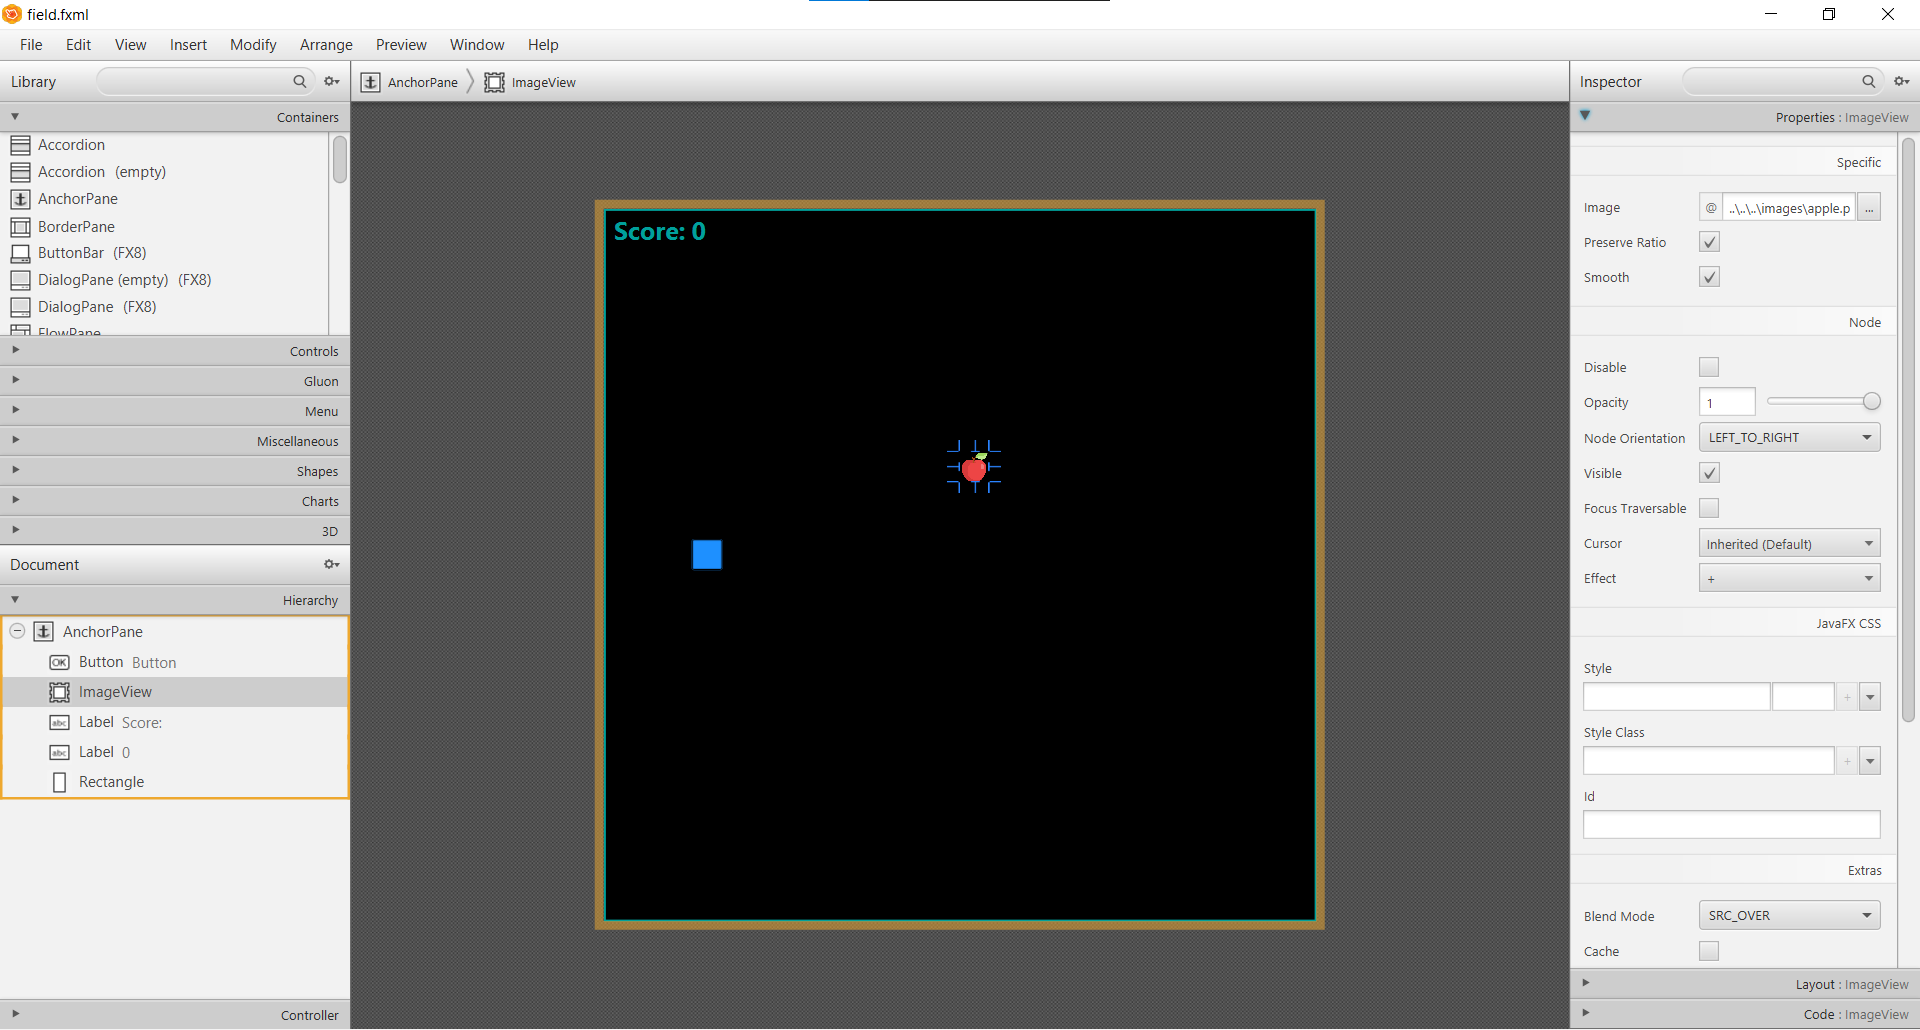 field.fxml
File Edit View Insert Modify Arrange Preview Window Help
Library
Containers
Accordion
Accordion (empty)
AnchorPane
BorderPane
ButtonBar (FX8)
DialogPane (empty) (FX8)
DialogPane (FX8)
FlowPane
Controls
Gluon
Menu
Miscellaneous
Shapes
Charts
3D
Document
Hierarchy
AnchorPane
OK Button Button
ImageView
abc Label Score:
abc Label 0
Rectangle
Controller
AnchorPane ImageView
Score: 0
Inspector
Properties : ImageView
Specific
Image @ ..\..\..\images\apple.p ...
Preserve Ratio
Smooth
Node
Disable
Opacity 1
Node Orientation LEFT_TO_RIGHT
Visible
Focus Traversable
Cursor Inherited (Default)
Effect +
JavaFX CSS
Style
+
Style Class
+
Id
Extras
Blend Mode SRC_OVER
Cache
Layout : ImageView
Code : ImageView